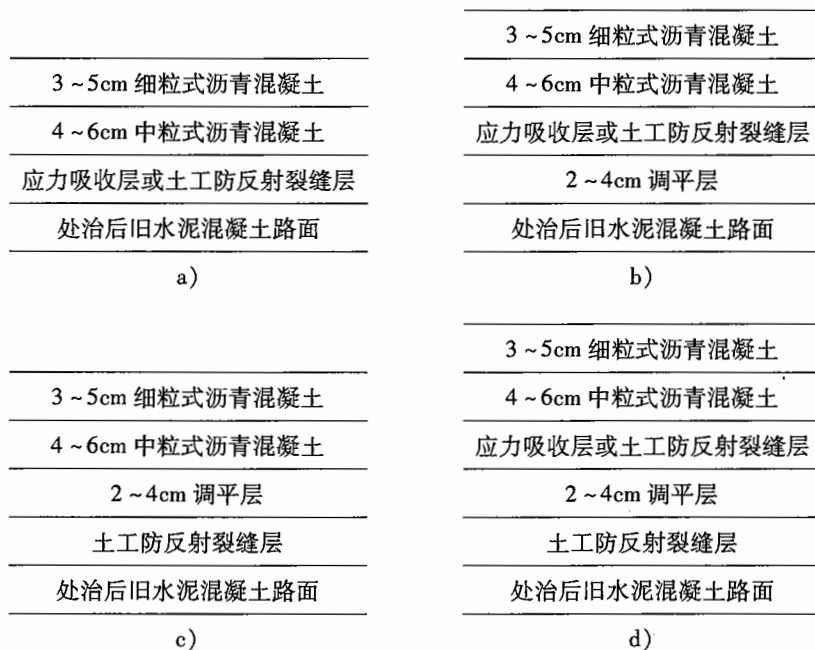 3~5cm 细粒式沥青混凝土
4~6cm 中粒式沥青混凝土
应力吸收层或土工防反射裂缝层
处治后旧水泥混凝土路面
a)
3~5cm 细粒式沥青混凝土
4~6cm 中粒式沥青混凝土
应力吸收层或土工防反射裂缝层
2~4cm 调平层
处治后旧水泥混凝土路面
b)
3~5cm 细粒式沥青混凝土
4~6cm 中粒式沥青混凝土
2~4cm 调平层
土工防反射裂缝层
处治后旧水泥混凝土路面
c)
3~5cm 细粒式沥青混凝土
4~6cm 中粒式沥青混凝土
应力吸收层或土工防反射裂缝层
2~4cm 调平层
土工防反射裂缝层
处治后旧水泥混凝土路面
d)